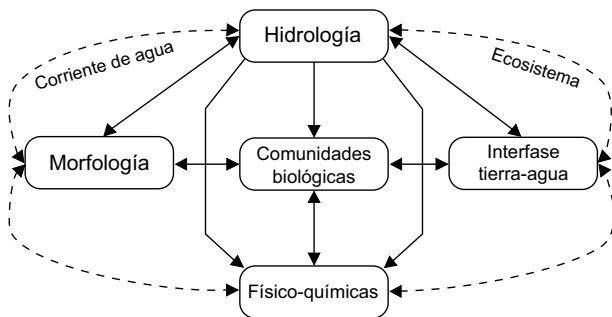 Hidrología
Corriente de agua
Ecosistema
Morfología
Comunidades
biológicas
Interfase
tierra-agua
Físico-químicas